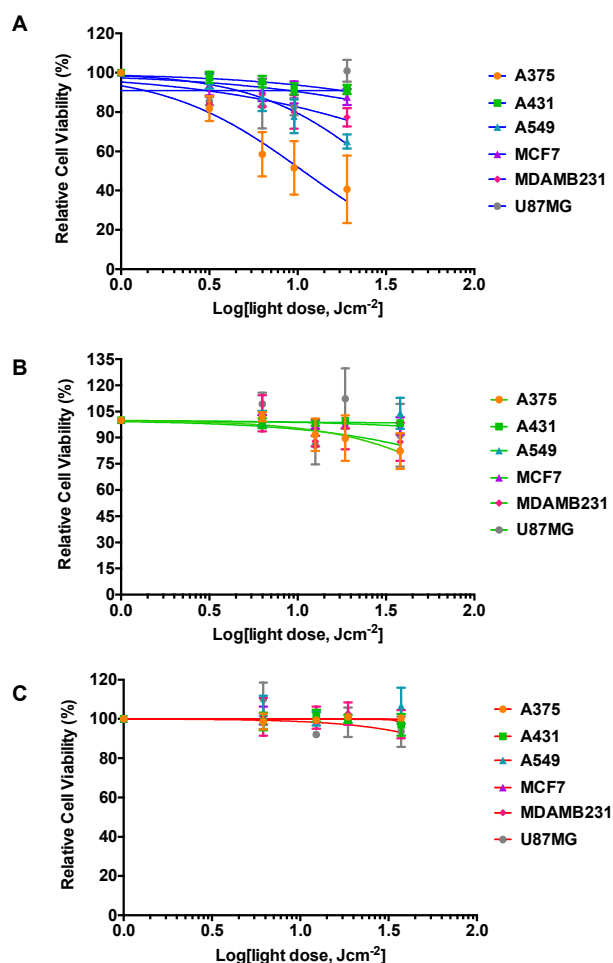 A
Relative Cell Viability (%)
120
100
80
60
40
20
0
0.0
0.5
1.0
1.5
2.0
Log[light dose, Jcm-2]
A375
A431
A549
MCF7
MDAMB231
U87MG
B
Relative Cell Viability (%)
135
120
105
90
75
60
45
30
15
0
0.0
0.5
1.0
1.5
2.0
Log[light dose, Jcm-2]
A375
A431
A549
MCF7
MDAMB231
U87MG
C
Relative Cell Viability (%)
120
100
80
60
40
20
0
0.0
0.5
1.0
1.5
2.0
Log[light dose, Jcm-2]
A375
A431
A549
MCF7
MDAMB231
U87MG